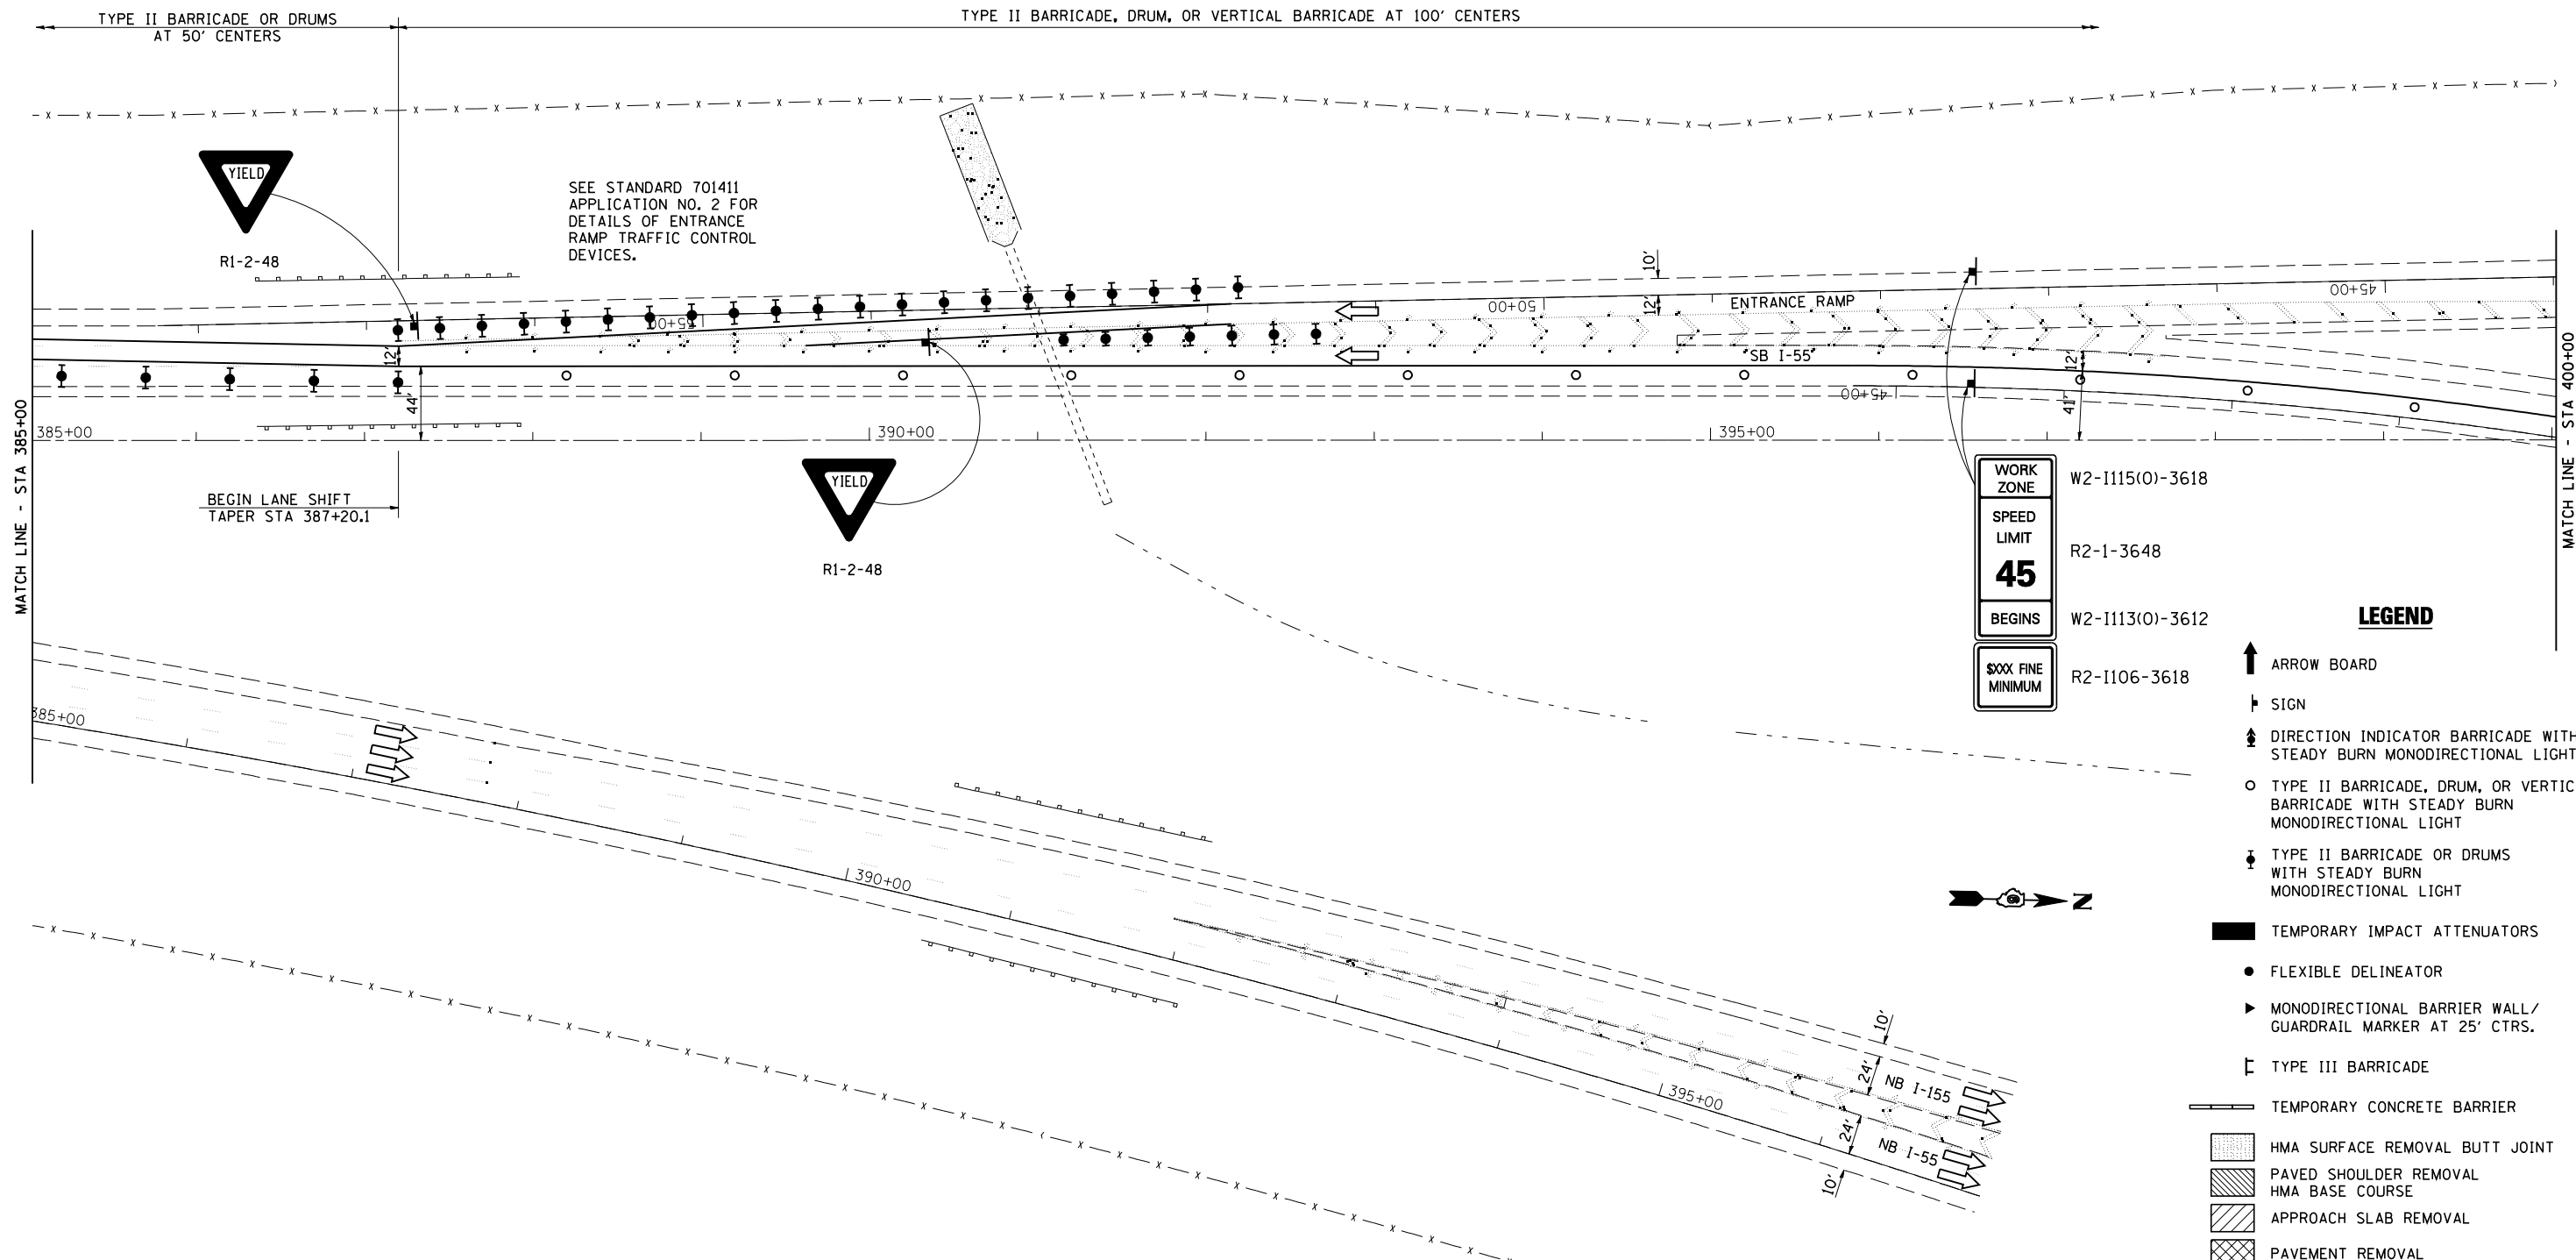 TYPE II BARRICADE OR DRUMS
AT 50' CENTERS
TYPE II BARRICADE, DRUM, OR VERTICAL BARRICADE AT 100' CENTERS
YIELD
R1-2-48
SEE STANDARD 701411
APPLICATION NO. 2 FOR
DETAILS OF ENTRANCE
RAMP TRAFFIC CONTROL
DEVICES.
10'
12'
ENTRANCE RAMP
SB I-55
55+00
50+00
45+00
45+00
12'
44'
12'
41'
385+00
390+00
395+00
MATCH LINE - STA 385+00
MATCH LINE - STA 400+00
BEGIN LANE SHIFT
TAPER STA 387+20.1
YIELD
R1-2-48
WORK
ZONE
SPEED
LIMIT
45
BEGINS
$XXX FINE
MINIMUM
W2-I115(O)-3618
R2-1-3648
W2-I113(O)-3612
R2-I106-3618
385+00
390+00
395+00
10'
24'
NB I-155
24'
NB I-55
10'
N
LEGEND
ARROW BOARD
SIGN
DIRECTION INDICATOR BARRICADE WITH
STEADY BURN MONODIRECTIONAL LIGHT
TYPE II BARRICADE, DRUM, OR VERTIC
BARRICADE WITH STEADY BURN
MONODIRECTIONAL LIGHT
TYPE II BARRICADE OR DRUMS
WITH STEADY BURN
MONODIRECTIONAL LIGHT
TEMPORARY IMPACT ATTENUATORS
FLEXIBLE DELINEATOR
MONODIRECTIONAL BARRIER WALL/
GUARDRAIL MARKER AT 25' CTRS.
TYPE III BARRICADE
TEMPORARY CONCRETE BARRIER
HMA SURFACE REMOVAL BUTT JOINT
PAVED SHOULDER REMOVAL
HMA BASE COURSE
APPROACH SLAB REMOVAL
PAVEMENT REMOVAL